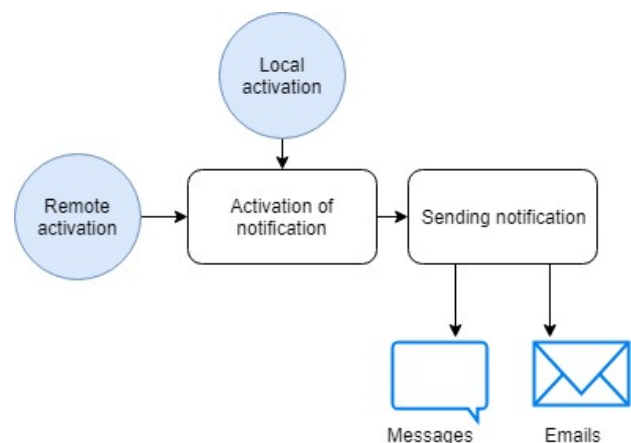 Local
activation
Remote
activation
Activation of
notification
Sending notification
Messages
Emails